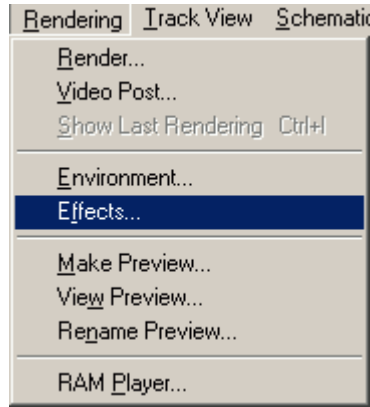 Rendering Track View Schematic
Render...
Video Post...
Show Last Rendering Ctrl+I
Environment...
Effects...
Make Preview...
View Preview...
Rename Preview...
RAM Player...